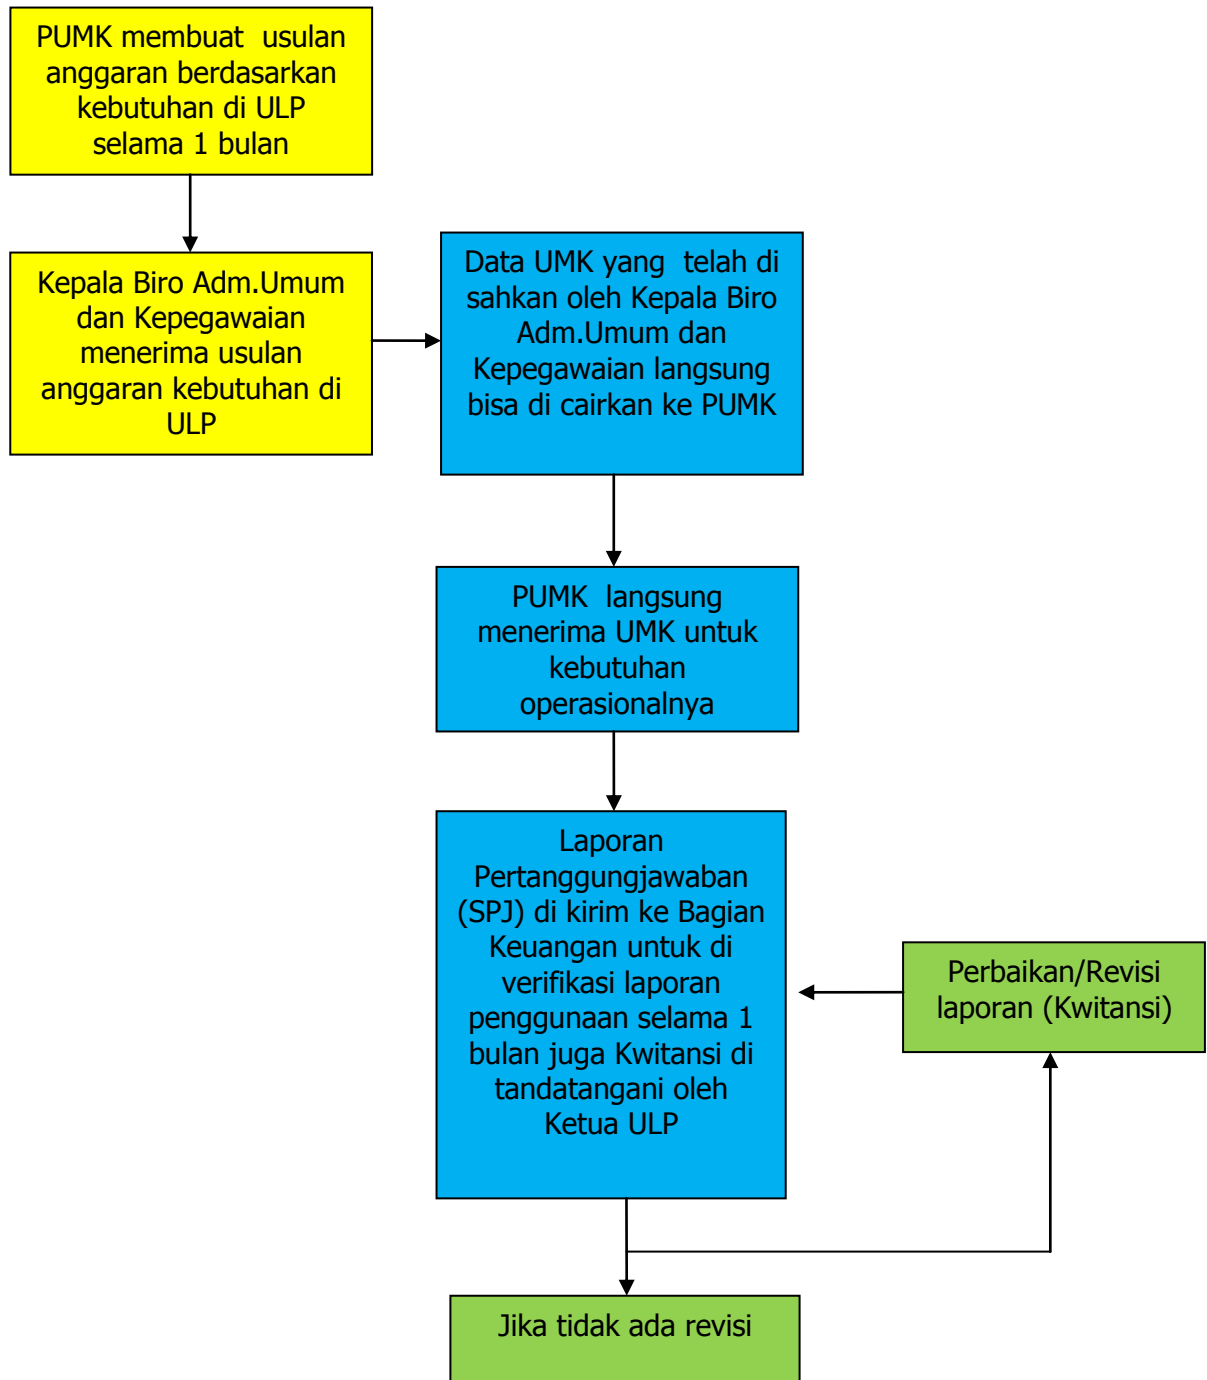 PUMK membuat  usulan
anggaran berdasarkan
kebutuhan di ULP
selama 1 bulan
Kepala Biro Adm.Umum
dan Kepegawaian
menerima usulan
anggaran kebutuhan di
ULP
Data UMK yang  telah di
sahkan oleh Kepala Biro
Adm.Umum dan
Kepegawaian langsung
bisa di cairkan ke PUMK
PUMK  langsung
menerima UMK untuk
kebutuhan
operasionalnya
Laporan
Pertanggungjawaban
(SPJ) di kirim ke Bagian
Keuangan untuk di
verifikasi laporan
penggunaan selama 1
bulan juga Kwitansi di
tandatangani oleh
Ketua ULP
Perbaikan/Revisi
laporan (Kwitansi)
Jika tidak ada revisi